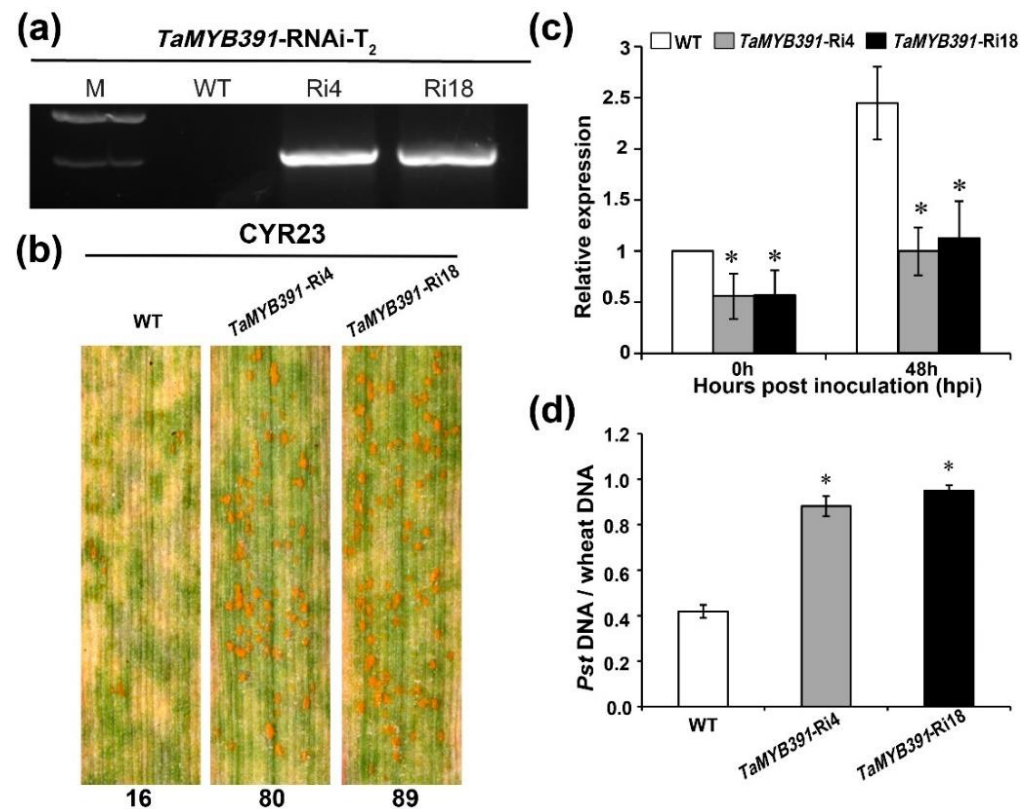 (a)
TaMYB391-RNAi-T₂
M WT Ri4 Ri18
(b)
CYR23
WT TaMYB391-Ri4 TaMYB391-Ri18
16 80 89
(c)
WT TaMYB391-Ri4 TaMYB391-Ri18
Relative expression
3
2.5
2
1.5
1
0.5
0
* * * *
0h 48h
Hours post inoculation (hpi)
(d)
Pst DNA / wheat DNA
1.2
1.0
0.8
0.6
0.4
0.2
0.0
* *
WT TaMYB391-Ri4 TaMYB391-Ri18